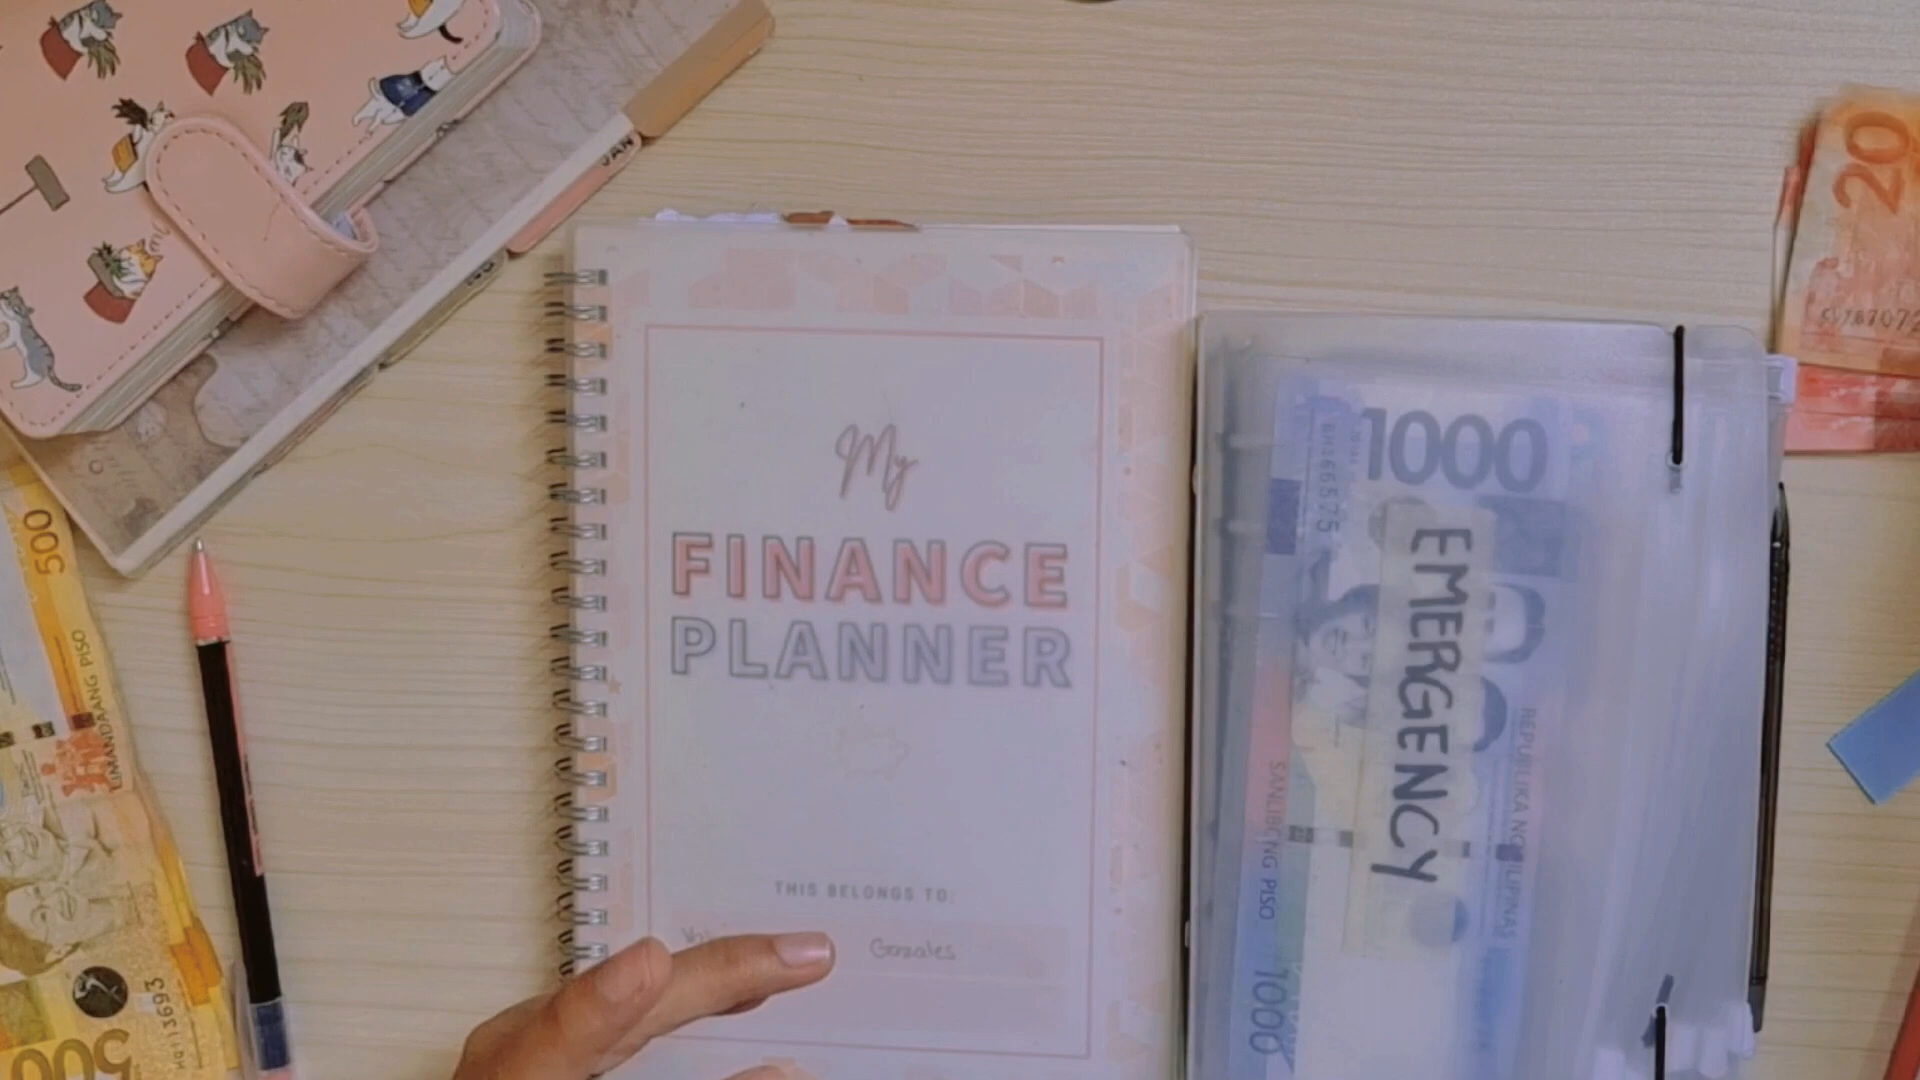 JAN
My
FINANCE
PLANNER
THIS BELONGS TO:
Gonzales
1000
EMERGENCY
REPUBLIKA NG PILIPINAS
SANLIBONG PISO
1000
20
500
LIMANDAANG PISO
500